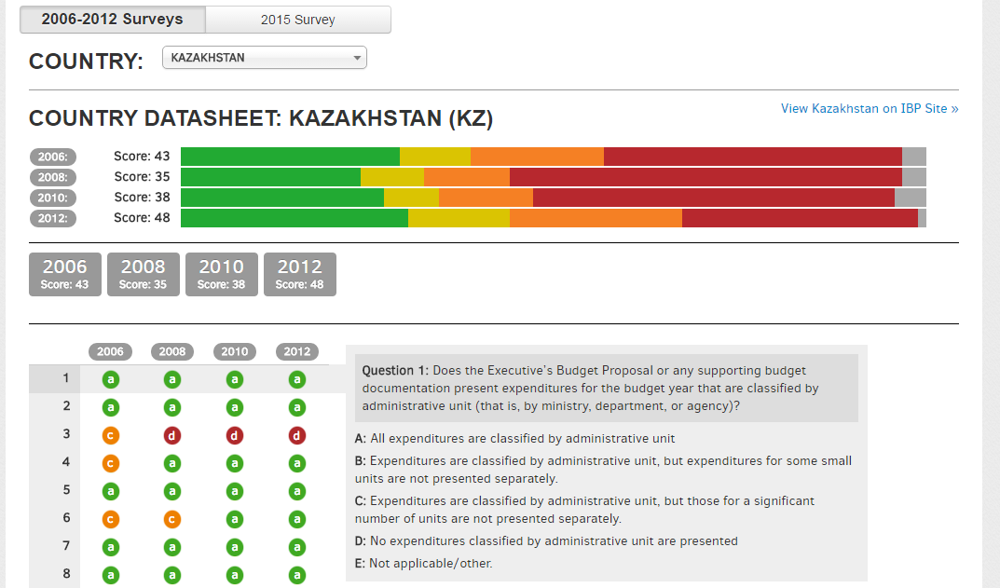 2006-2012 Surveys 2015 Survey
COUNTRY: KAZAKHSTAN
COUNTRY DATASHEET: KAZAKHSTAN (KZ) View Kazakhstan on IBP Site »
2006: Score: 43
2008: Score: 35
2010: Score: 38
2012: Score: 48
2006 2008 2010 2012
Score: 43 Score: 35 Score: 38 Score: 48
2006 2008 2010 2012
1 a a a a
2 a a a a
3 c d d d
4 c a a a
5 a a a a
6 c c a a
7 a a a a
8 a a a a
Question 1: Does the Executive's Budget Proposal or any supporting budget
documentation present expenditures for the budget year that are classified by
administrative unit (that is, by ministry, department, or agency)?
A: All expenditures are classified by administrative unit
B: Expenditures are classified by administrative unit, but expenditures for some small
units are not presented separately.
C: Expenditures are classified by administrative unit, but those for a significant
number of units are not presented separately.
D: No expenditures classified by administrative unit are presented
E: Not applicable/other.